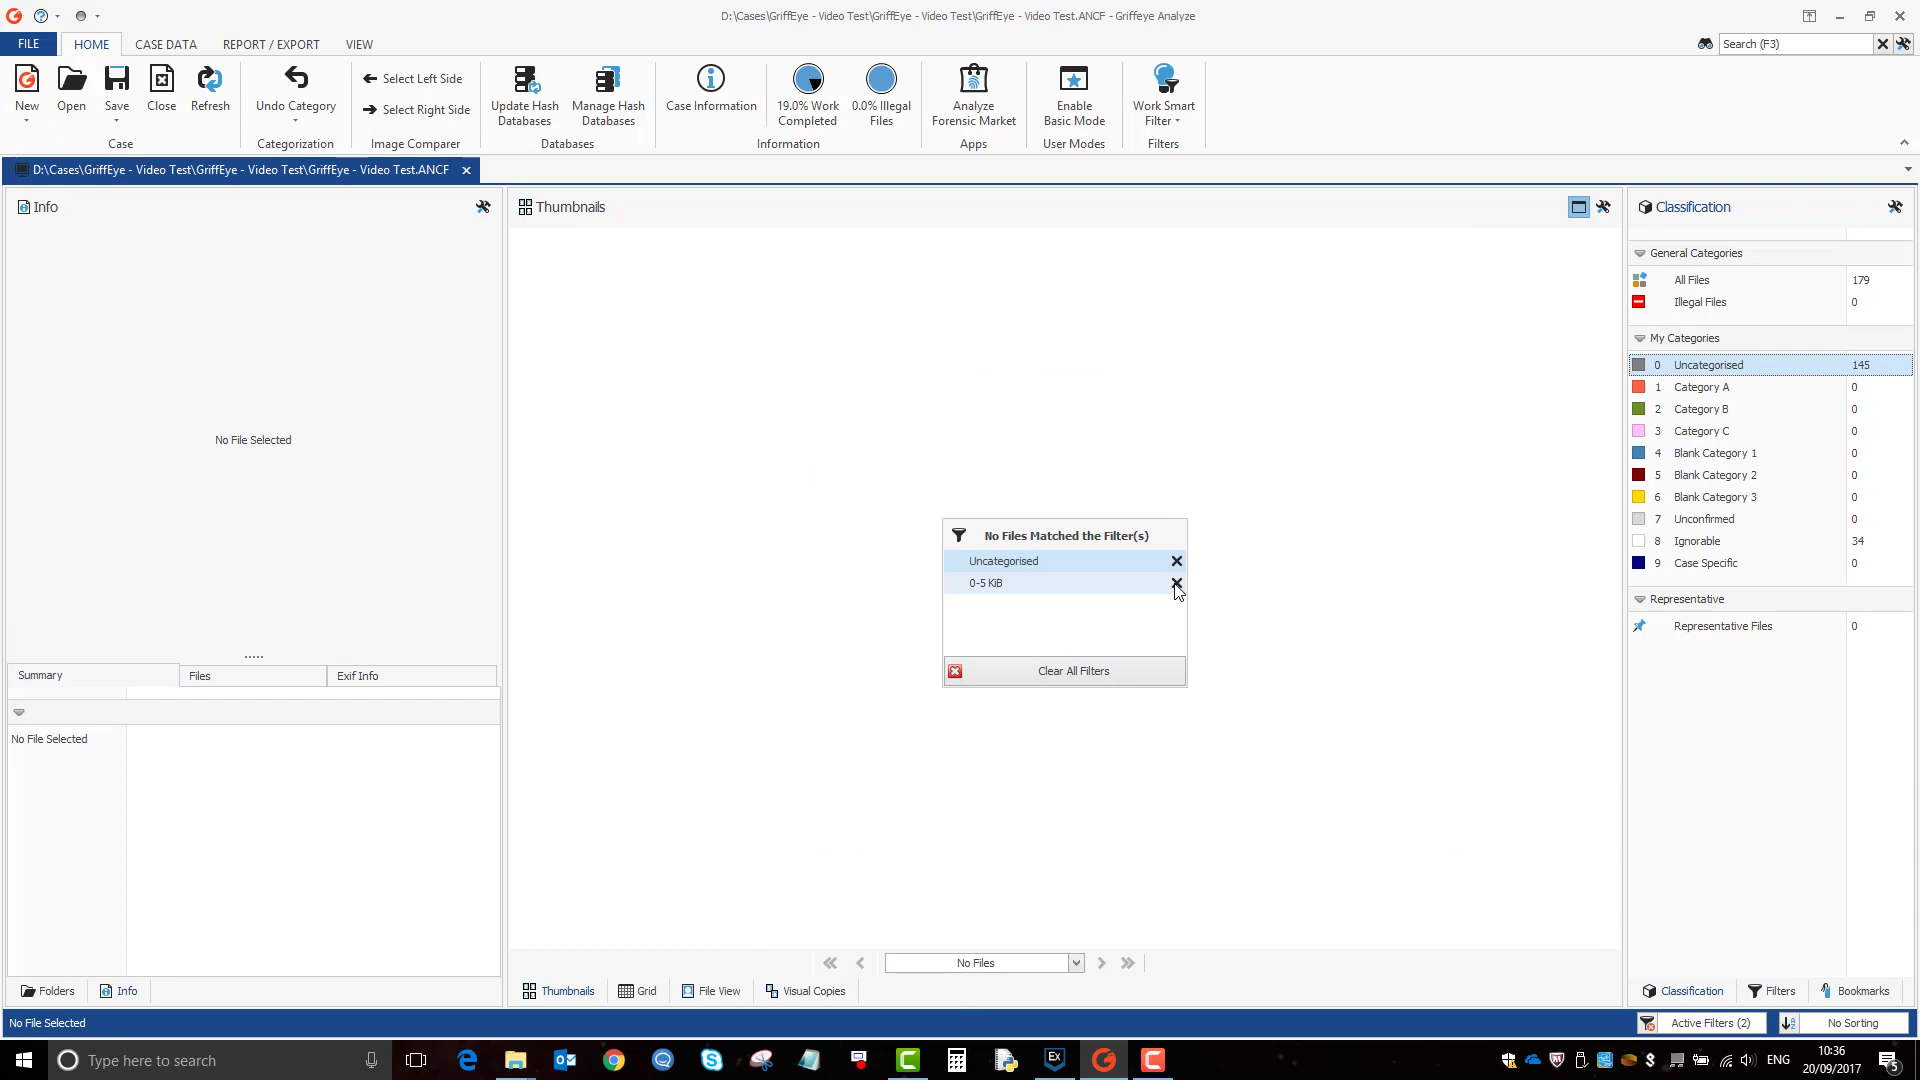 D:\Cases\GriffEye - Video Test\GriffEye - Video Test\GriffEye - Video Test.ANCF - Griffeye Analyze
FILE HOME CASE DATA REPORT / EXPORT VIEW
Search (F3)
New Open Save Close Refresh
Case
Undo Category
Categorization
Select Left Side
Select Right Side
Image Comparer
Update Hash Databases
Manage Hash Databases
Databases
Case Information
19.0% Work Completed
0.0% Illegal Files
Information
Analyze Forensic Market
Apps
Enable Basic Mode
User Modes
Work Smart Filter
Filters
D:\Cases\GriffEye - Video Test\GriffEye - Video Test\GriffEye - Video Test.ANCF
Info
No File Selected
Summary Files Exif Info
No File Selected
Folders Info
Thumbnails
No Files Matched the Filter(s)
Uncategorised
0-5 KiB
Clear All Filters
No Files
Thumbnails Grid File View Visual Copies
Classification
General Categories
All Files 179
Illegal Files 0
My Categories
0 Uncategorised 145
1 Category A 0
2 Category B 0
3 Category C 0
4 Blank Category 1 0
5 Blank Category 2 0
6 Blank Category 3 0
7 Unconfirmed 0
8 Ignorable 34
9 Case Specific 0
Representative
Representative Files 0
Classification Filters Bookmarks
No File Selected
Active Filters (2)
No Sorting
Type here to search
Ex
ENG
10:36
20/09/2017
5